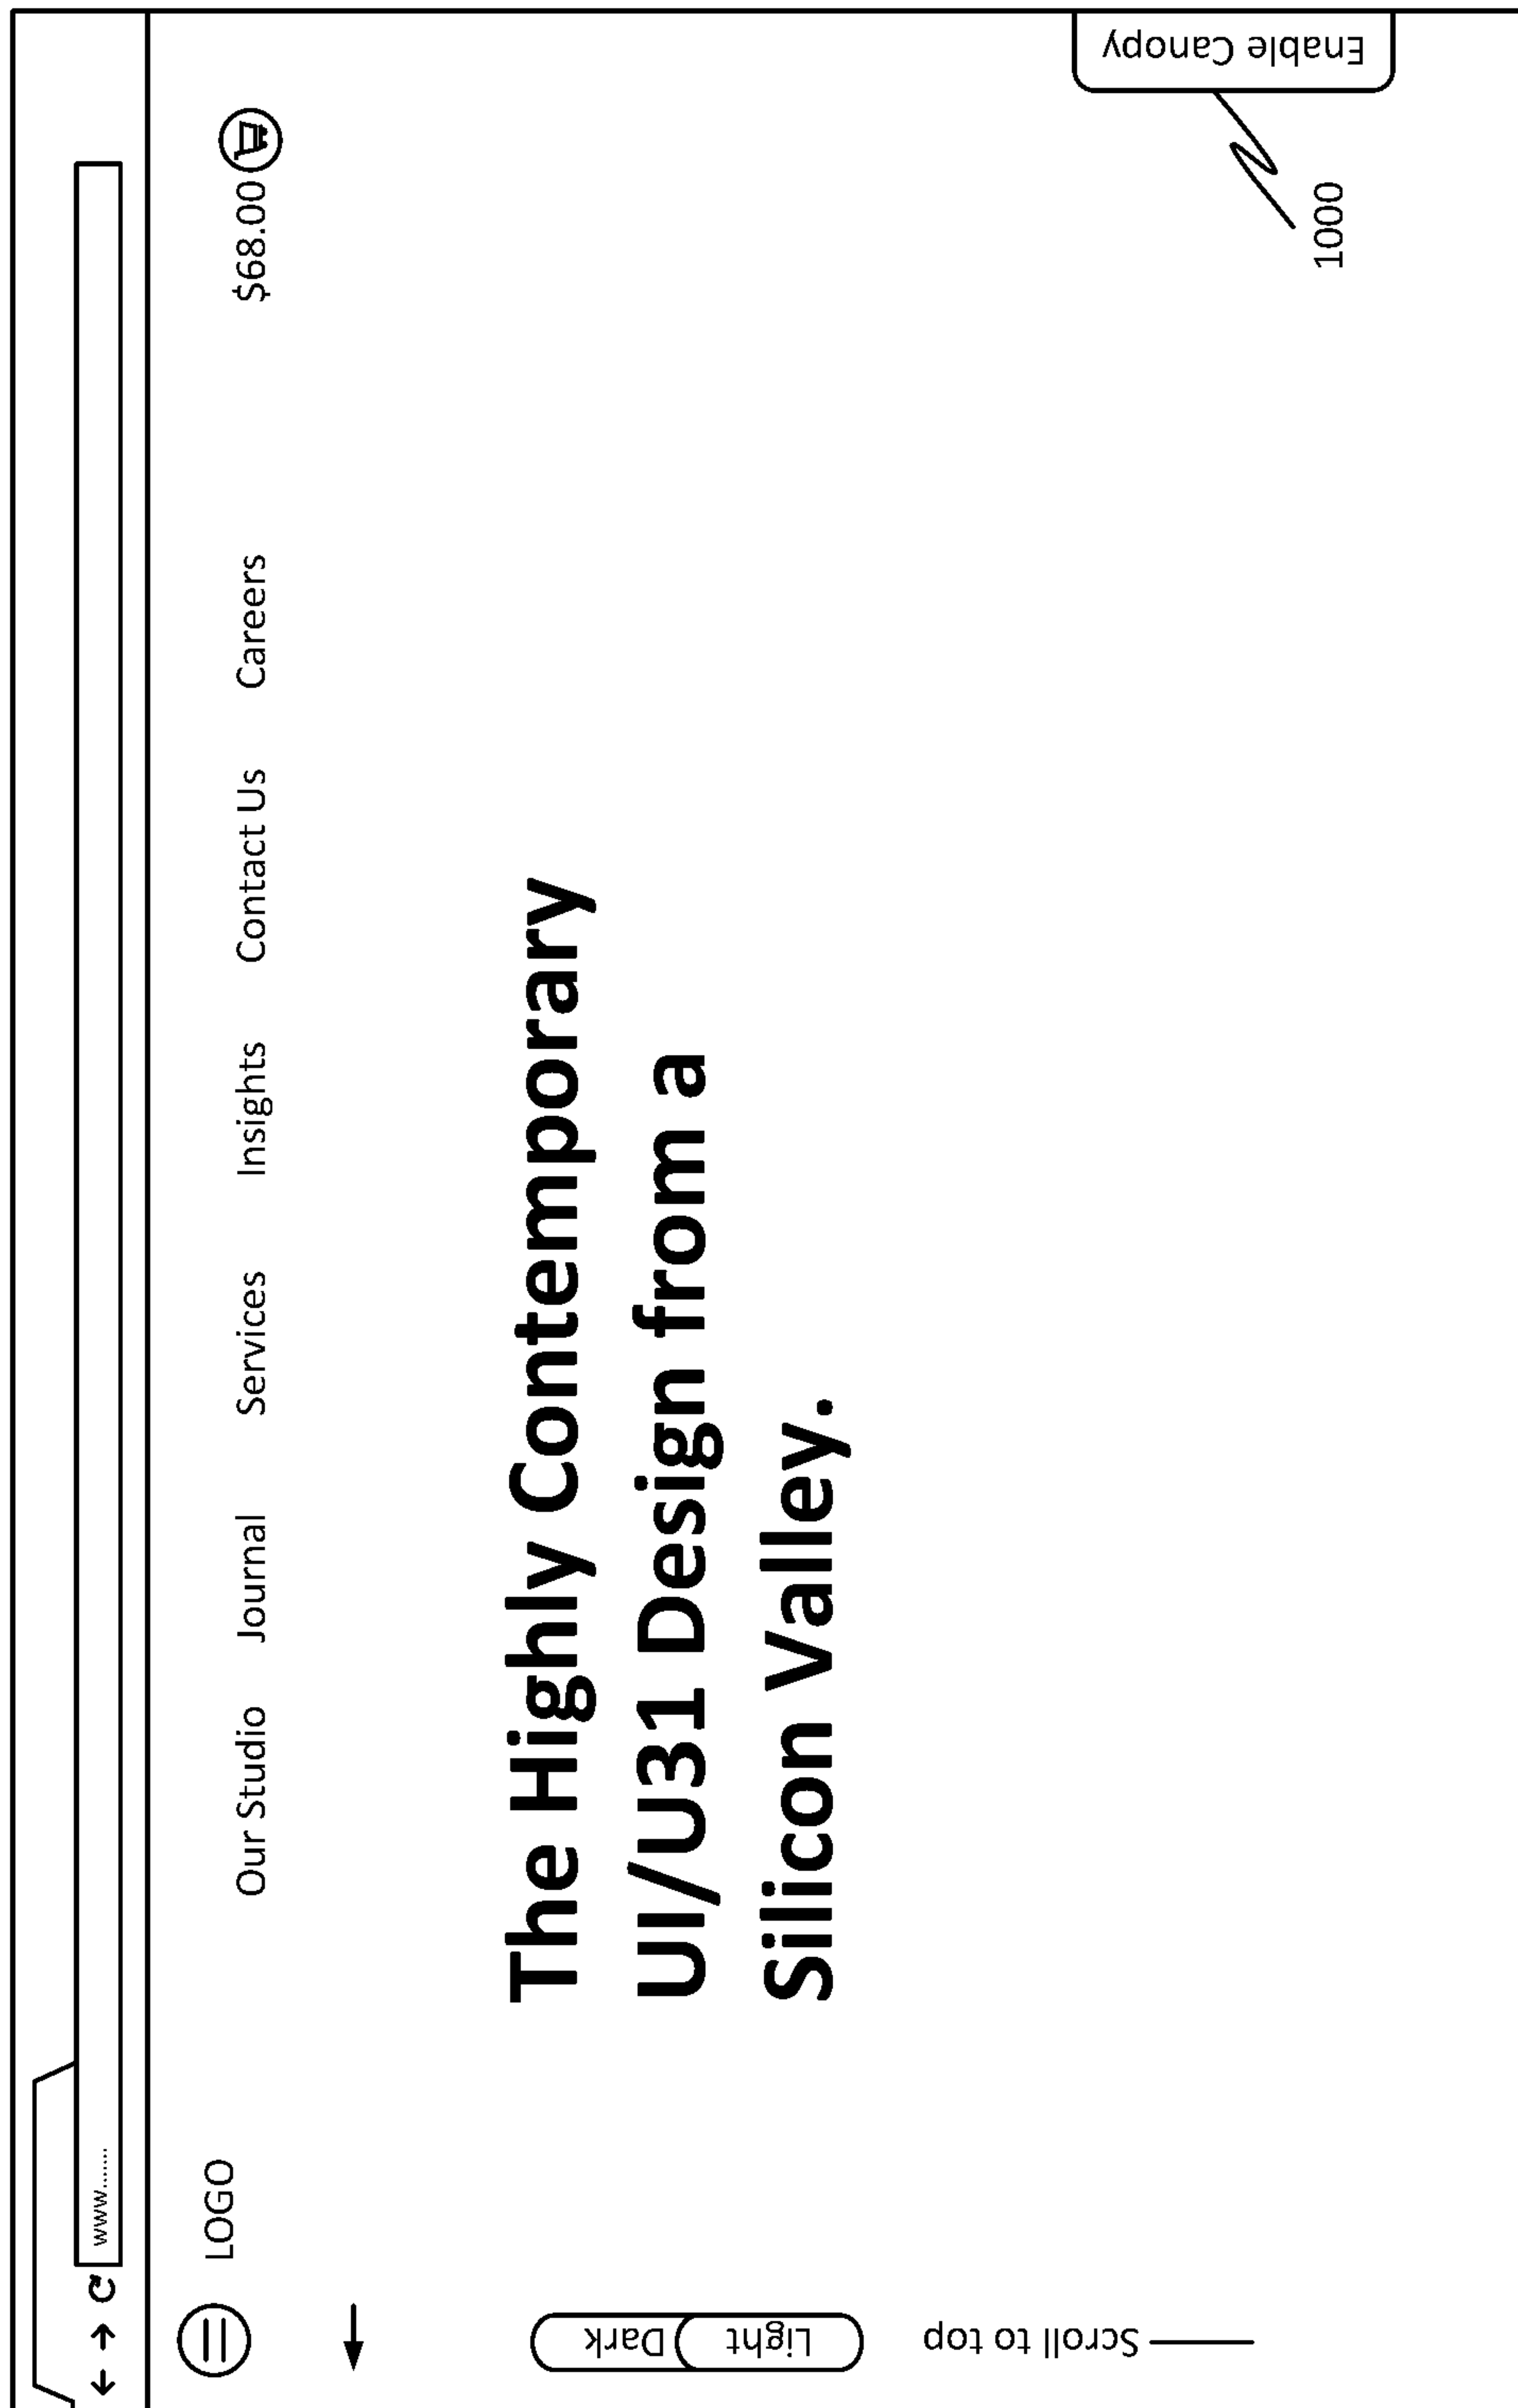 www.......
LOGO
Our Studio Journal Services Insights Contact Us Careers
$68.00
The Highly Contemporary
UI/U31 Design from a
Silicon Valley.
Dark
Light
Scroll to top
Enable Canopy
1000